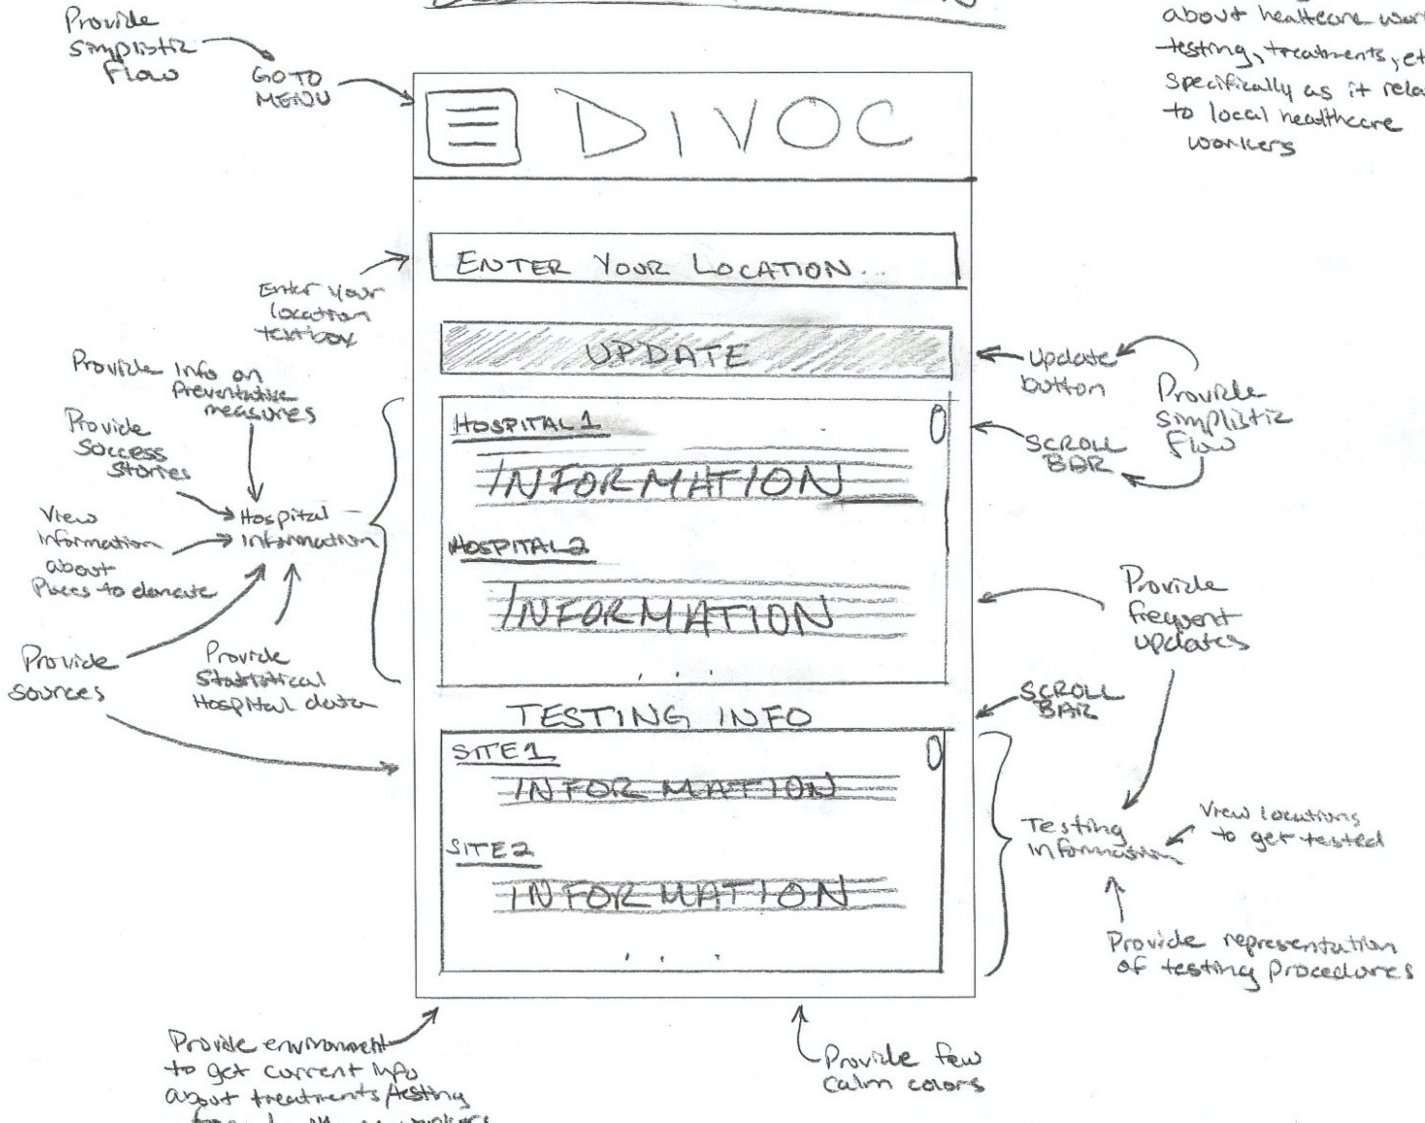 Provide
simplistic
flow
GO TO
MENU
about healthcare
testing, treatments,
specifically as it
to local healthcare
workers
DIVOC
ENTER YOUR LOCATION...
Enter your
location
textbox
UPDATE
Update
button
SCROLL
BAR
Provide
simplistic
flow
Provide Info on
Preventative
measures
Provide
Soccess
Stories
View
Information
about
Places to donate
Hospital
Information
Provide
sources
Provide
Statistical
Hospital data
HOSPITAL 1
INFORMATION
HOSPITAL 2
INFORMATION
. . .
Provide
frequent
updates
SCROLL
BAR
TESTING INFO
SITE 1
INFORMATION
SITE 2
INFORMATION
. . .
Testing
Information
View locations
to get tested
Provide representation
of testing procedures
Provide environment
to get current info
about treatments/testing
Provide few
calm colors